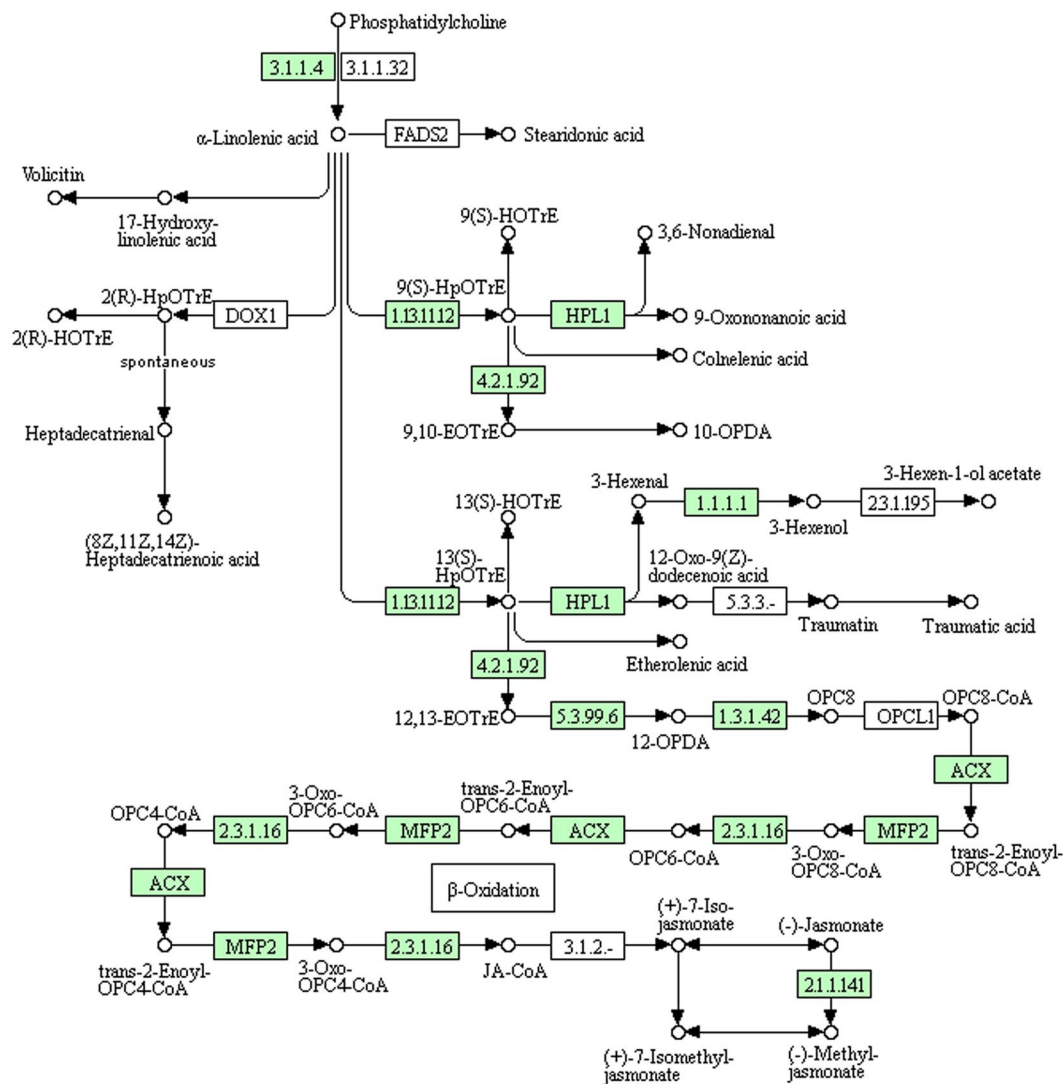 Phosphatidylcholine
3.1.1.4
3.1.1.32
α-Linolenic acid
FADS2
Stearidonic acid
Volicitin
17-Hydroxy-
linolenic acid
9(S)-HOTrE
3,6-Nonadienal
9(S)-HpOTrE
2(R)-HpOTrE
DOX1
1.13.1112
HPL1
9-Oxononanoic acid
2(R)-HOTrE
spontaneous
Colnelenic acid
4.2.1.92
Heptadecatrienal
9,10-EOTrE
10-OPDA
3-Hexenal
3-Hexen-1-ol acetate
13(S)-HOTrE
1.1.1.1
2.3.1.195
3-Hexenol
(8Z,11Z,14Z)-
Heptadecatrienoic acid
13(S)-
HpOTrE
12-Oxo-9(Z)-
dodecenoic acid
1.13.1112
HPL1
5.3.3.-
Traumatin
Traumatic acid
Etherolenic acid
4.2.1.92
OPC8
OPC8-CoA
12,13-EOTrE
5.3.99.6
12-OPDA
1.3.1.42
OPCL1
ACX
OPC4-CoA
2.3.1.16
3-Oxo-
OPC6-CoA
MFP2
trans-2-Enoyl-
OPC6-CoA
ACX
OPC6-CoA
2.3.1.16
3-Oxo-
OPC8-CoA
MFP2
trans-2-Enoyl-
OPC8-CoA
ACX
β-Oxidation
(+)-7-Iso-
jasmonate
(-)-Jasmonate
trans-2-Enoyl-
OPC4-CoA
MFP2
3-Oxo-
OPC4-CoA
2.3.1.16
JA-CoA
3.1.2.-
2.1.1.141
(+)-7-Isomethyl-
jasmonate
(-)-Methyl-
jasmonate